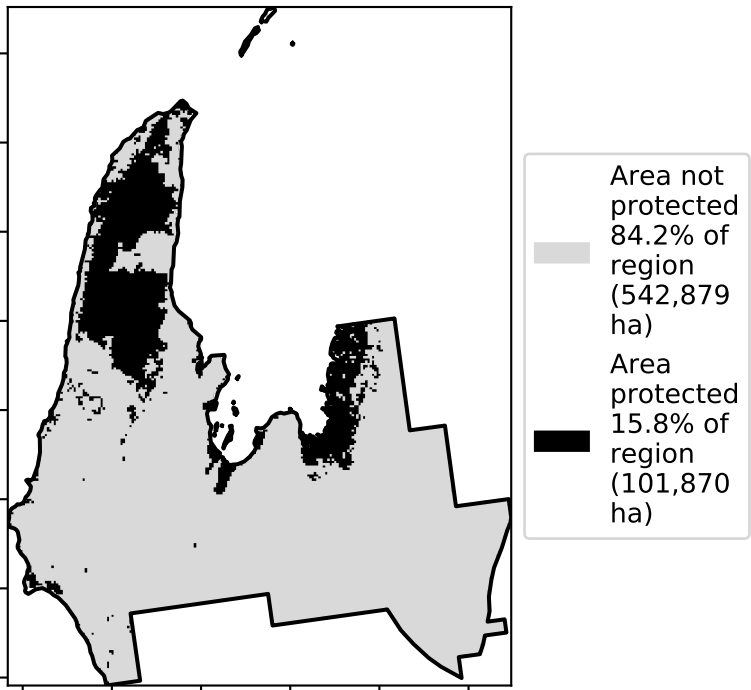 Area not
protected
84.2% of
region
(542,879
ha)
Area
protected
15.8% of
region
(101,870
ha)